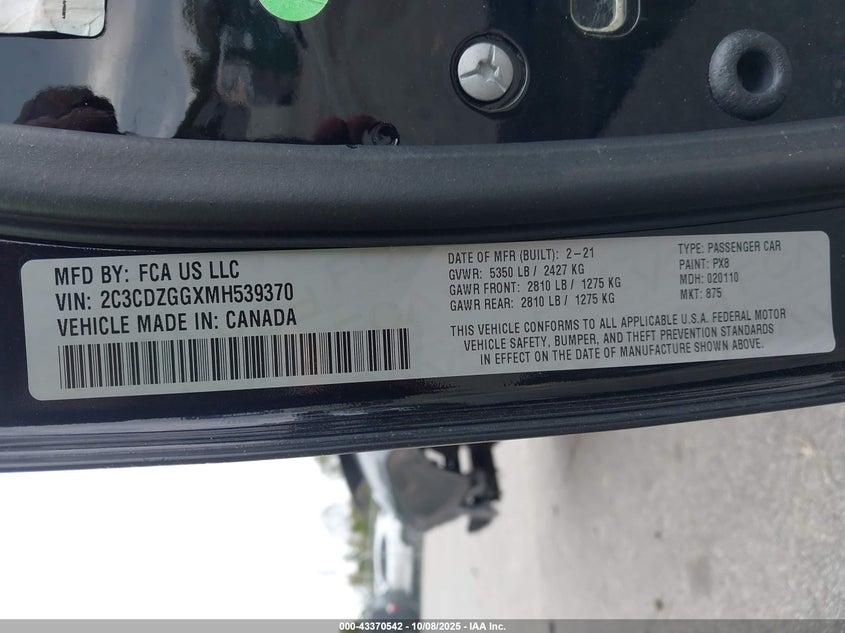 MFD BY: FCA US LLC
VIN: 2C3CDZGGXMH539370
VEHICLE MADE IN: CANADA
DATE OF MFR (BUILT): 2-21
GVWR: 5350 LB / 2427 KG
GAWR FRONT: 2810 LB / 1275 KG
GAWR REAR: 2810 LB / 1275 KG
TYPE: PASSENGER CAR
PAINT: PX8
MDH: 020110
MKT: 875
THIS VEHICLE CONFORMS TO ALL APPLICABLE U.S.A. FEDERAL MOTOR
VEHICLE SAFETY, BUMPER, AND THEFT PREVENTION STANDARDS
IN EFFECT ON THE DATE OF MANUFACTURE SHOWN ABOVE.
000-43370542 - 10/08/2025 - IAA Inc.